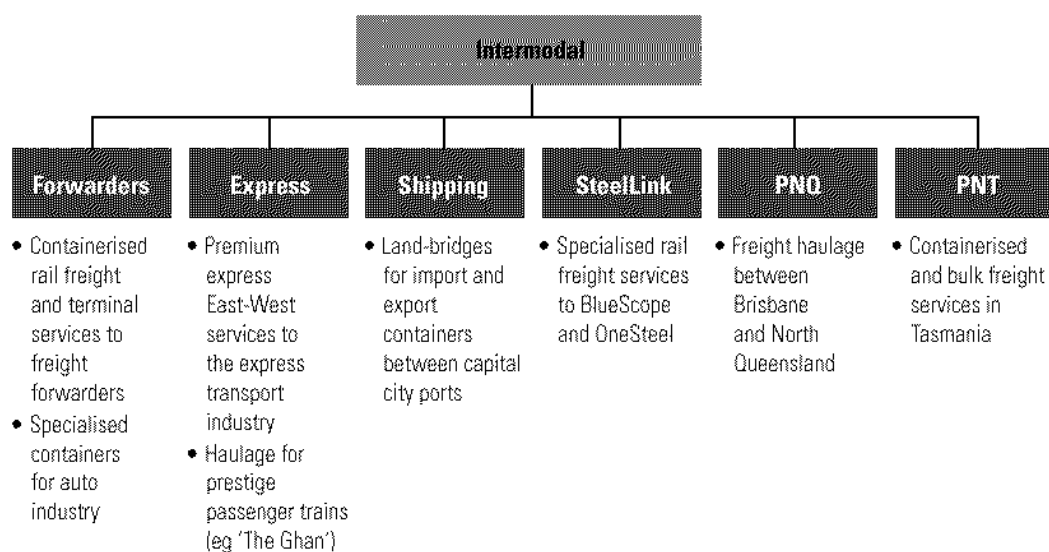 Intermodal
Forwarders
• Containerised
rail freight
and terminal
services to
freight
forwarders
• Specialised
containers
for auto
industry
Express
• Premium
express
East-West
services to
the express
transport
industry
• Haulage for
prestige
passenger trains
(eg 'The Ghan')
Shipping
• Land-bridges
for import and
export
containers
between capital
city ports
SteelLink
• Specialised rail
freight services
to BlueScope
and OneSteel
PNQ
• Freight haulage
between
Brisbane
and North
Queensland
PNT
• Containerised
and bulk freight
services in
Tasmania